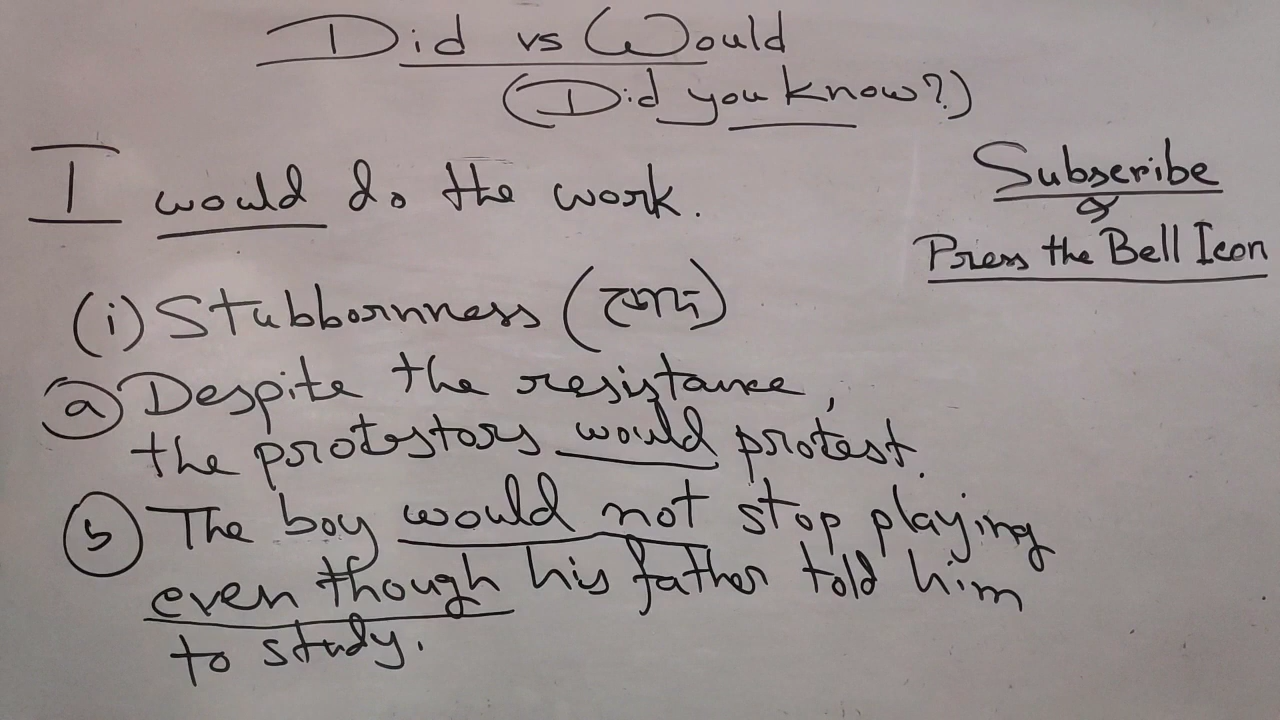 Did vs Would
(Did you know?)
I would do the work.
Subscribe
&
Press the Bell Icon
(i) Stubbornness (জেদ)
(a) Despite the resistance,
the protestors would protest.
(b) The boy would not stop playing
even though his father told him
to study.